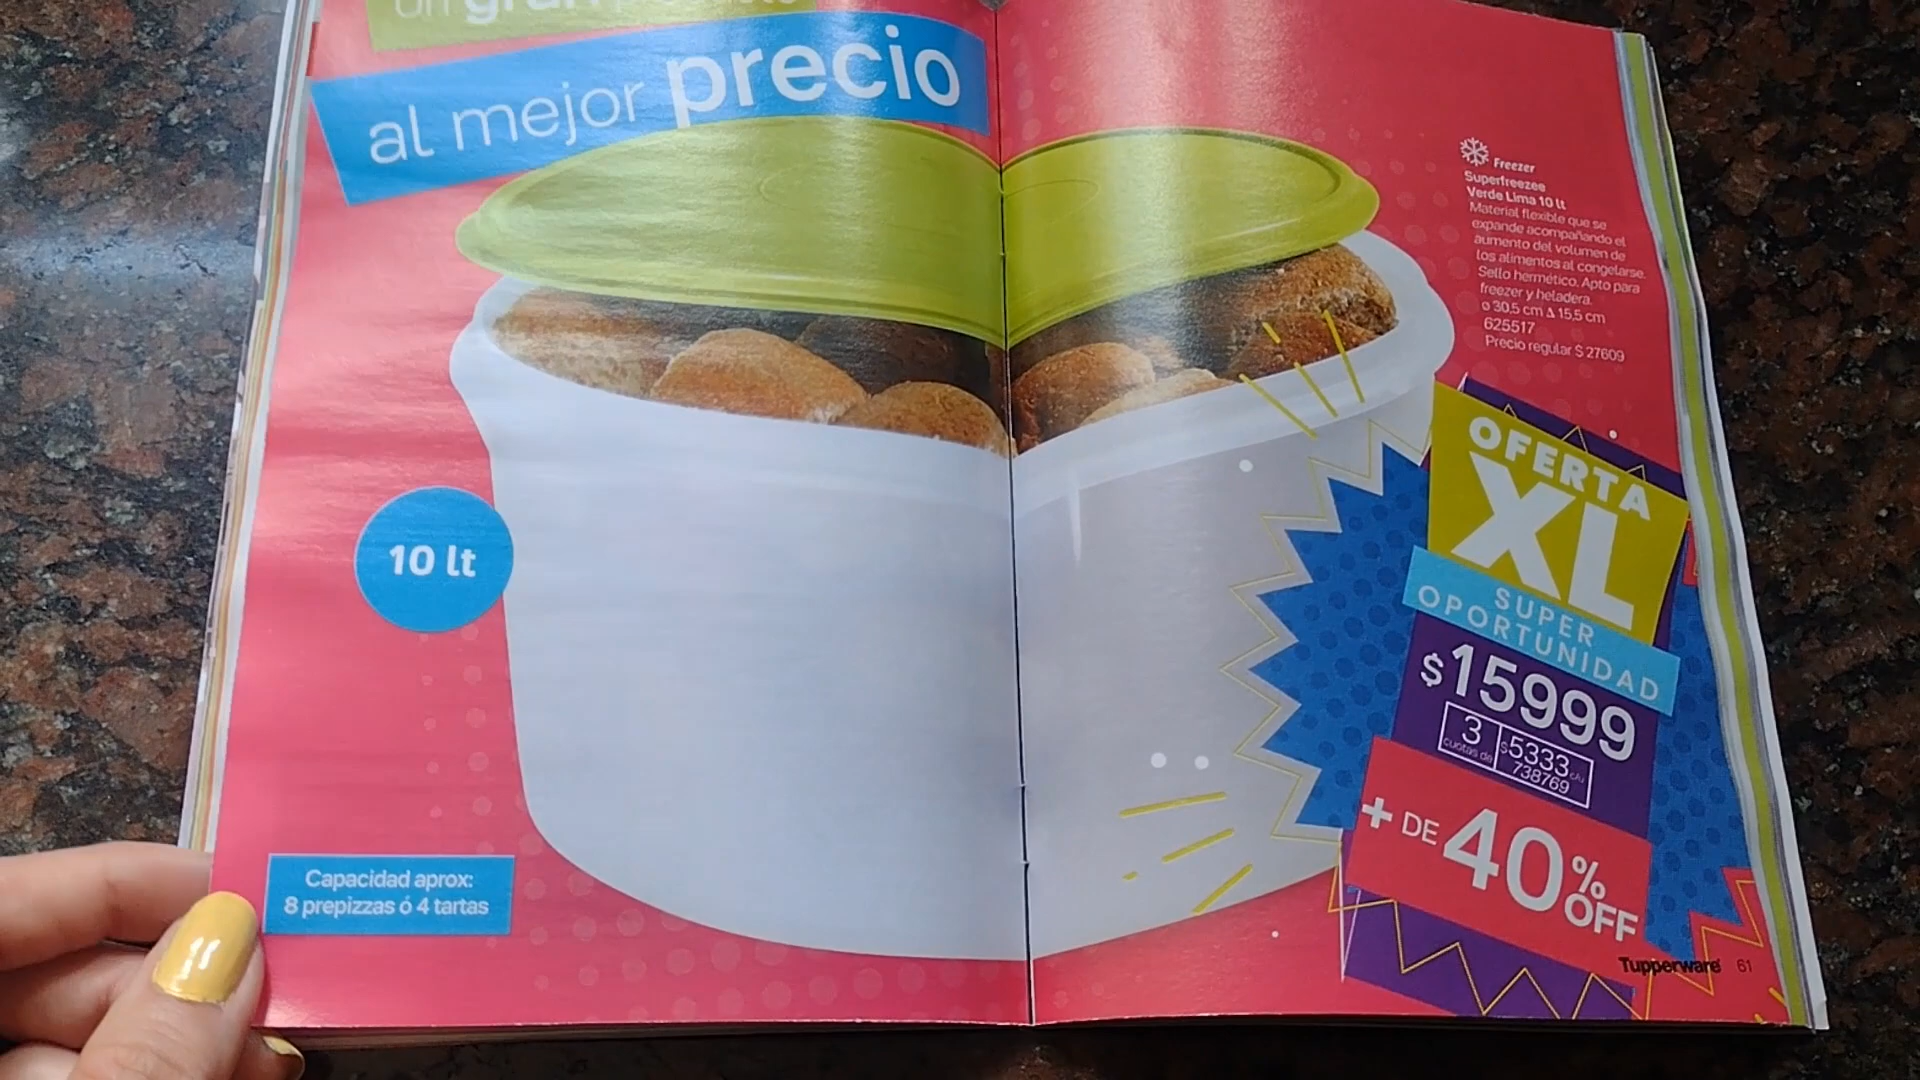 un gran
al mejor precio
Freezer
Superfreezee
Verde Lima 10 lt
Material flexible que se
expande acompañando el
aumento del volumen de
los alimentos al congelarse.
Sello hermético. Apto para
freezer y heladera.
ø 30,5 cm Δ 15,5 cm
625517
Precio regular $ 27609
10 lt
OFERTA
XL
SUPER
OPORTUNIDAD
$15999
3 cuotas de $5333 c/u
738769
+ DE 40% OFF
Capacidad aprox:
8 prepizzas ó 4 tartas
Tupperware 61